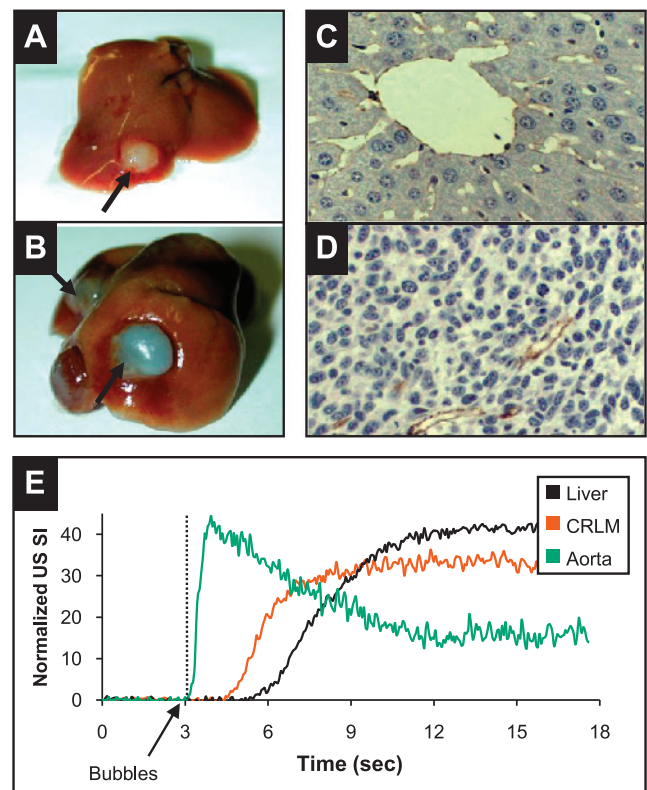 A
C
B
D
E
Normalized US SI
40
30
20
10
0
Liver
CRLM
Aorta
0 3 6 9 12 15 18
Bubbles
Time (sec)